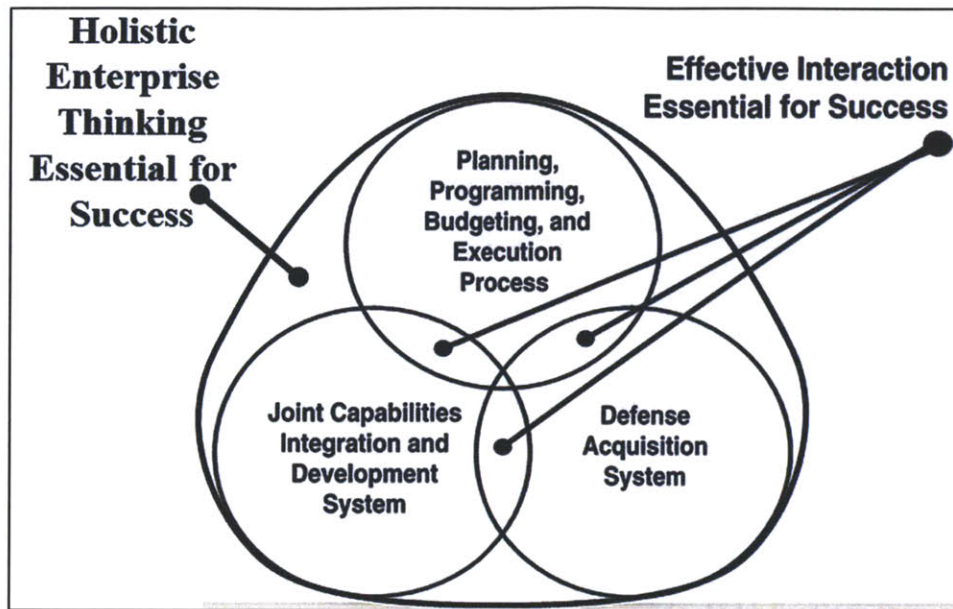 Holistic
Enterprise
Thinking
Essential for
Success
Effective Interaction
Essential for Success
Planning,
Programming,
Budgeting, and
Execution
Process
Joint Capabilities
Integration and
Development
System
Defense
Acquisition
System